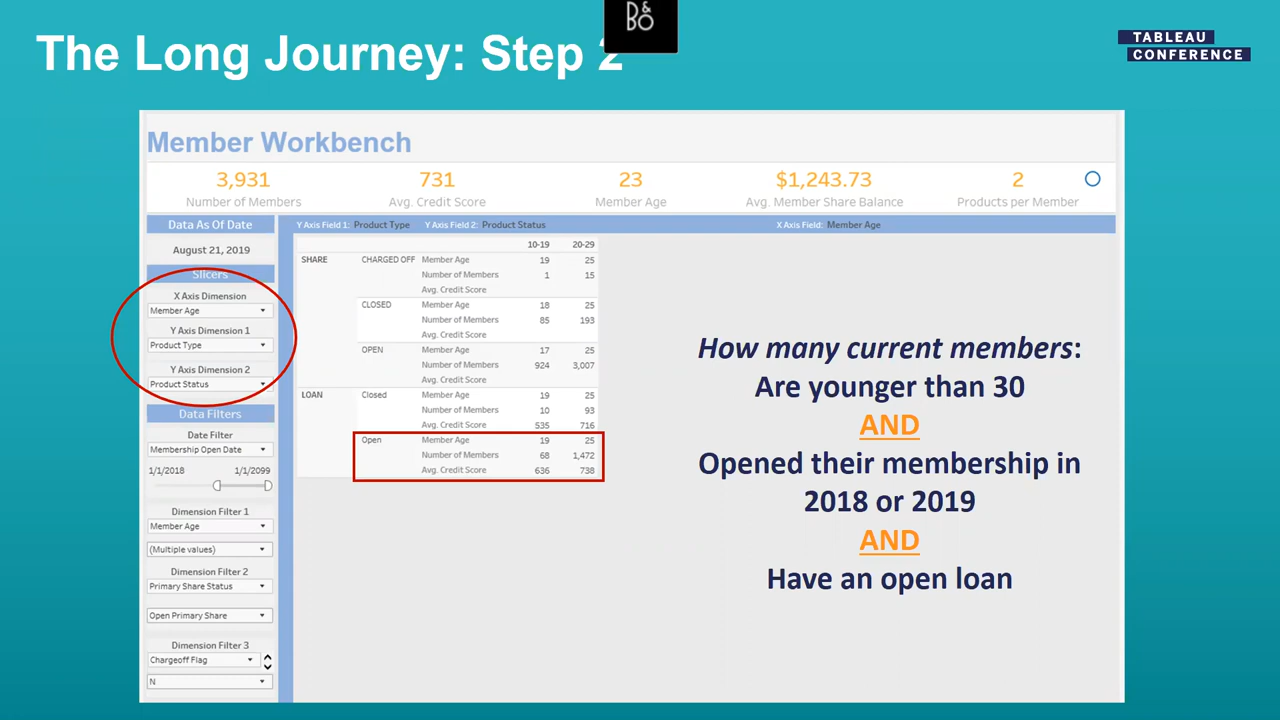 The Long Journey: Step 2
B&
BO
TABLEAU
CONFERENCE
Member Workbench
3,931
Number of Members
731
Avg. Credit Score
23
Member Age
$1,243.73
Avg. Member Share Balance
2
Products per Member
Data As Of Date
August 21, 2019
Slicers
X Axis Dimension
Member Age
Y Axis Dimension 1
Product Type
Y Axis Dimension 2
Product Status
Data Filters
Date Filter
Membership Open Date
1/1/2018 1/1/2099
Dimension Filter 1
Member Age
(Multiple values)
Dimension Filter 2
Primary Share Status
Open Primary Share
Dimension Filter 3
Chargeoff Flag
N
Y Axis Field 1: Product Type Y Axis Field 2: Product Status X Axis Field: Member Age
10-19 20-29
SHARE CHARGED OFF Member Age 19 25
Number of Members 1 15
Avg. Credit Score
CLOSED Member Age 18 25
Number of Members 85 193
Avg. Credit Score
OPEN Member Age 17 25
Number of Members 924 3,007
Avg. Credit Score
LOAN Closed Member Age 19 25
Number of Members 10 93
Avg. Credit Score 535 716
Open Member Age 19 25
Number of Members 68 1,472
Avg. Credit Score 636 738
How many current members:
Are younger than 30
AND
Opened their membership in
2018 or 2019
AND
Have an open loan